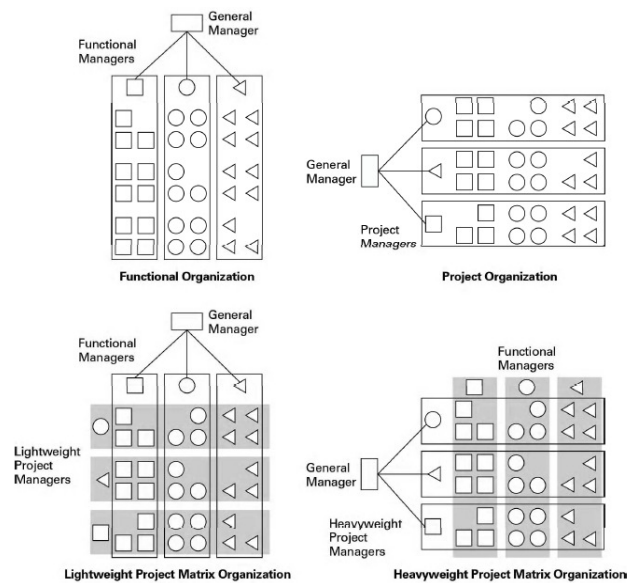 General
Manager
Functional
Managers
Functional Organization
General
Manager
Project
Managers
Project Organization
General
Manager
Functional
Managers
Lightweight
Project
Managers
Lightweight Project Matrix Organization
Functional
Managers
General
Manager
Heavyweight
Project
Managers
Heavyweight Project Matrix Organization